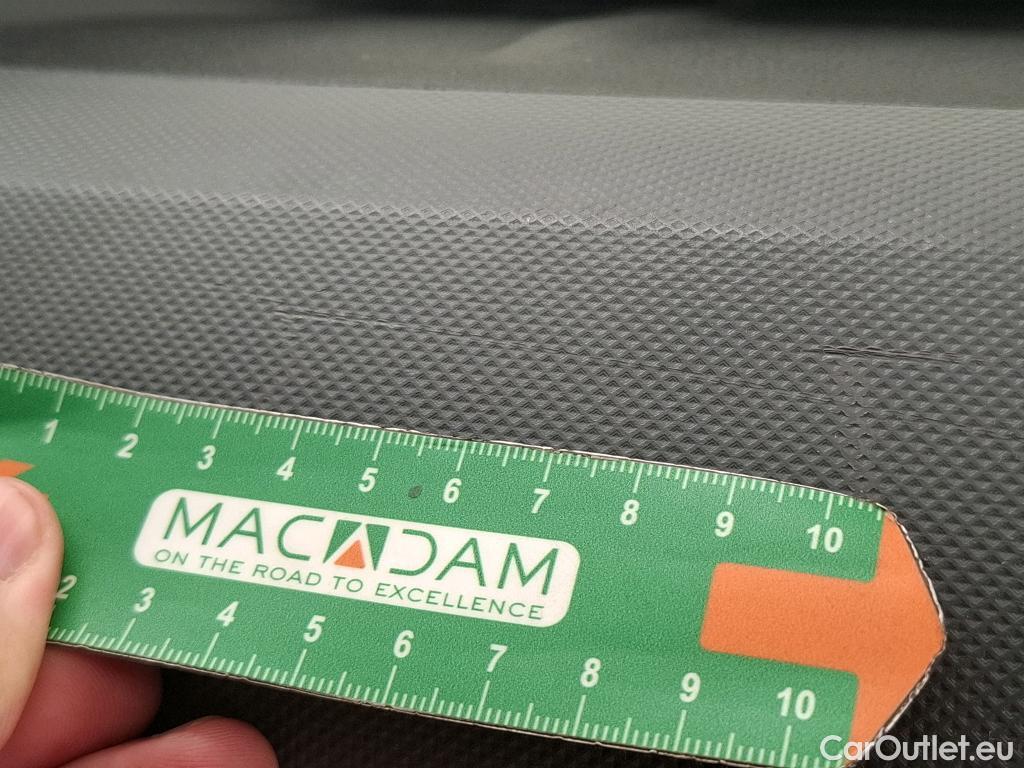 1 2 3 4 5 6 7 8 9 10
MACADAM
ON THE ROAD TO EXCELLENCE
2 3 4 5 6 7 8 9 10
CarOutlet.eu